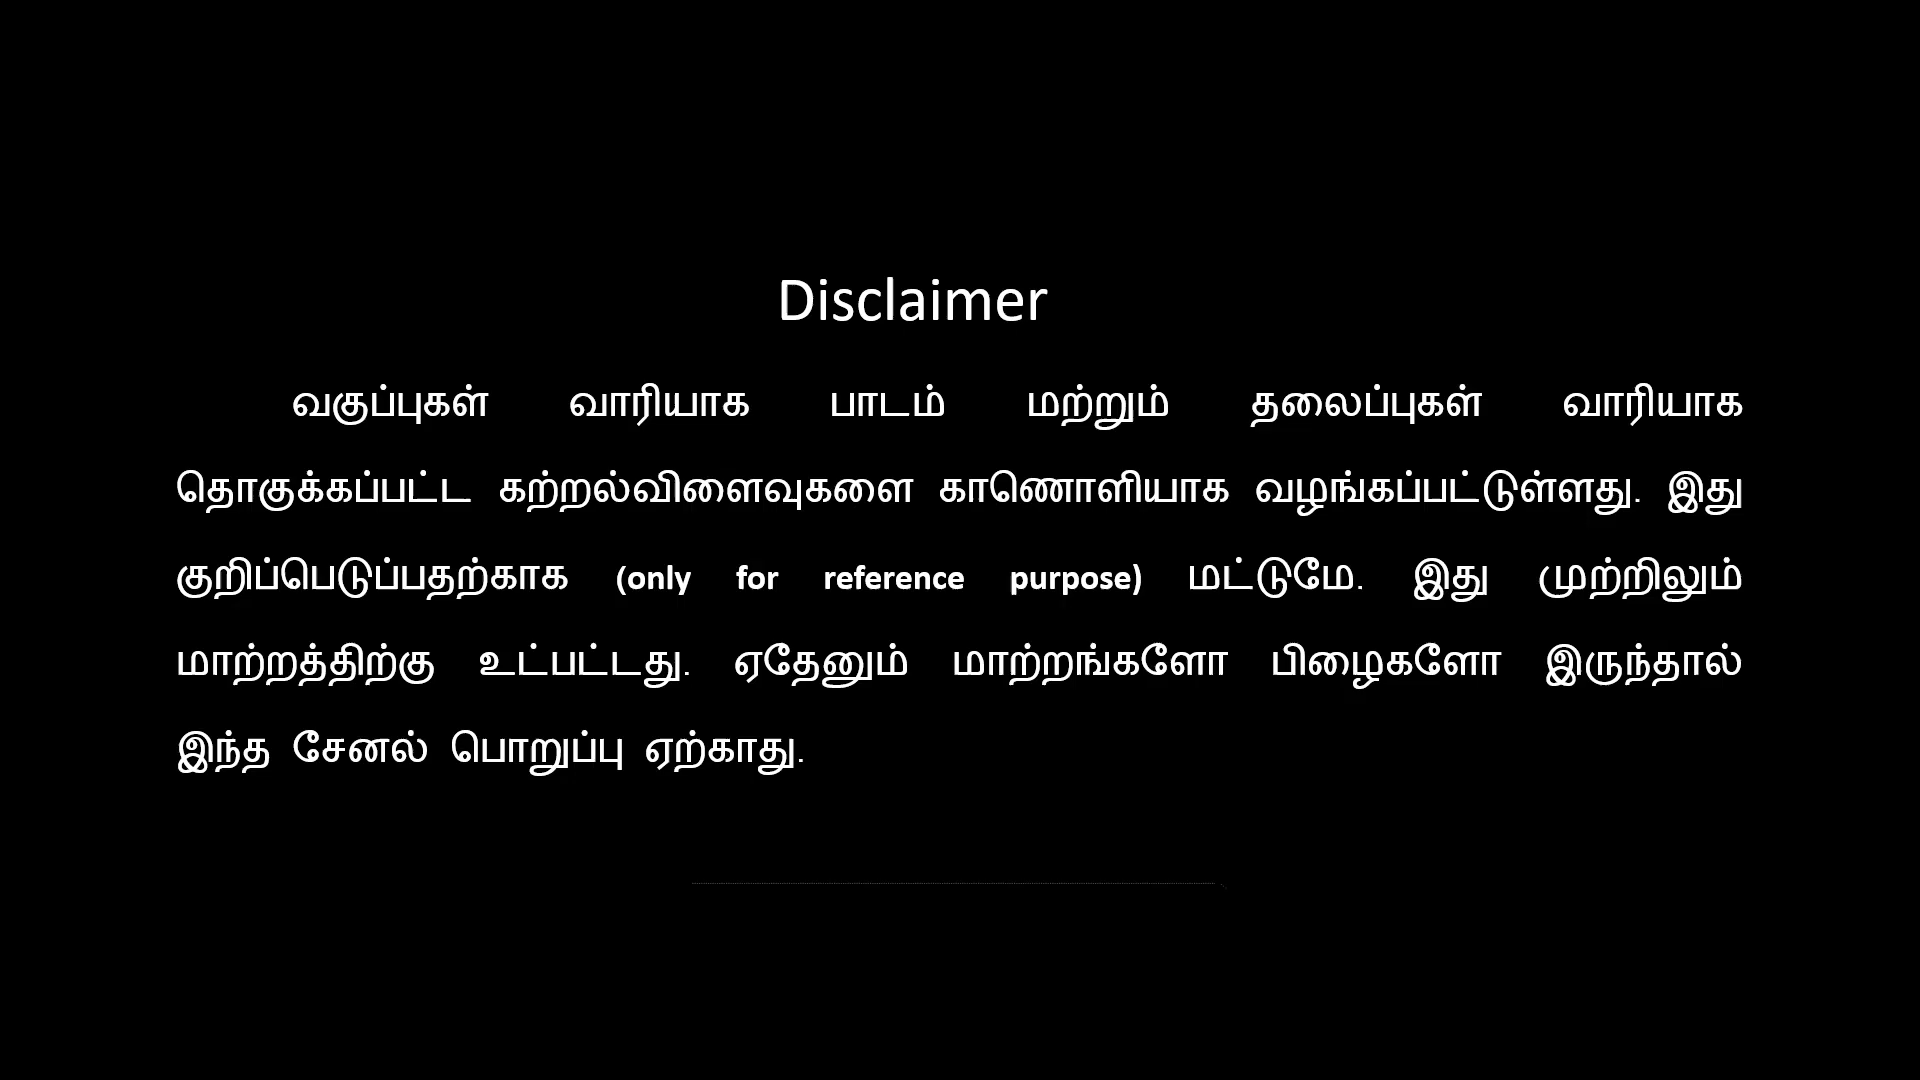 Disclaimer
வகுப்புகள் வாரியாக பாடம் மற்றும் தலைப்புகள் வாரியாக
தொகுக்கப்பட்ட கற்றல்விளைவுகளை காணொளியாக வழங்கப்பட்டுள்ளது. இது
குறிப்பெடுப்பதற்காக (only for reference purpose) மட்டுமே. இது முற்றிலும்
மாற்றத்திற்கு உட்பட்டது. ஏதேனும் மாற்றங்களோ பிழைகளோ இருந்தால்
இந்த சேனல் பொறுப்பு ஏற்காது.